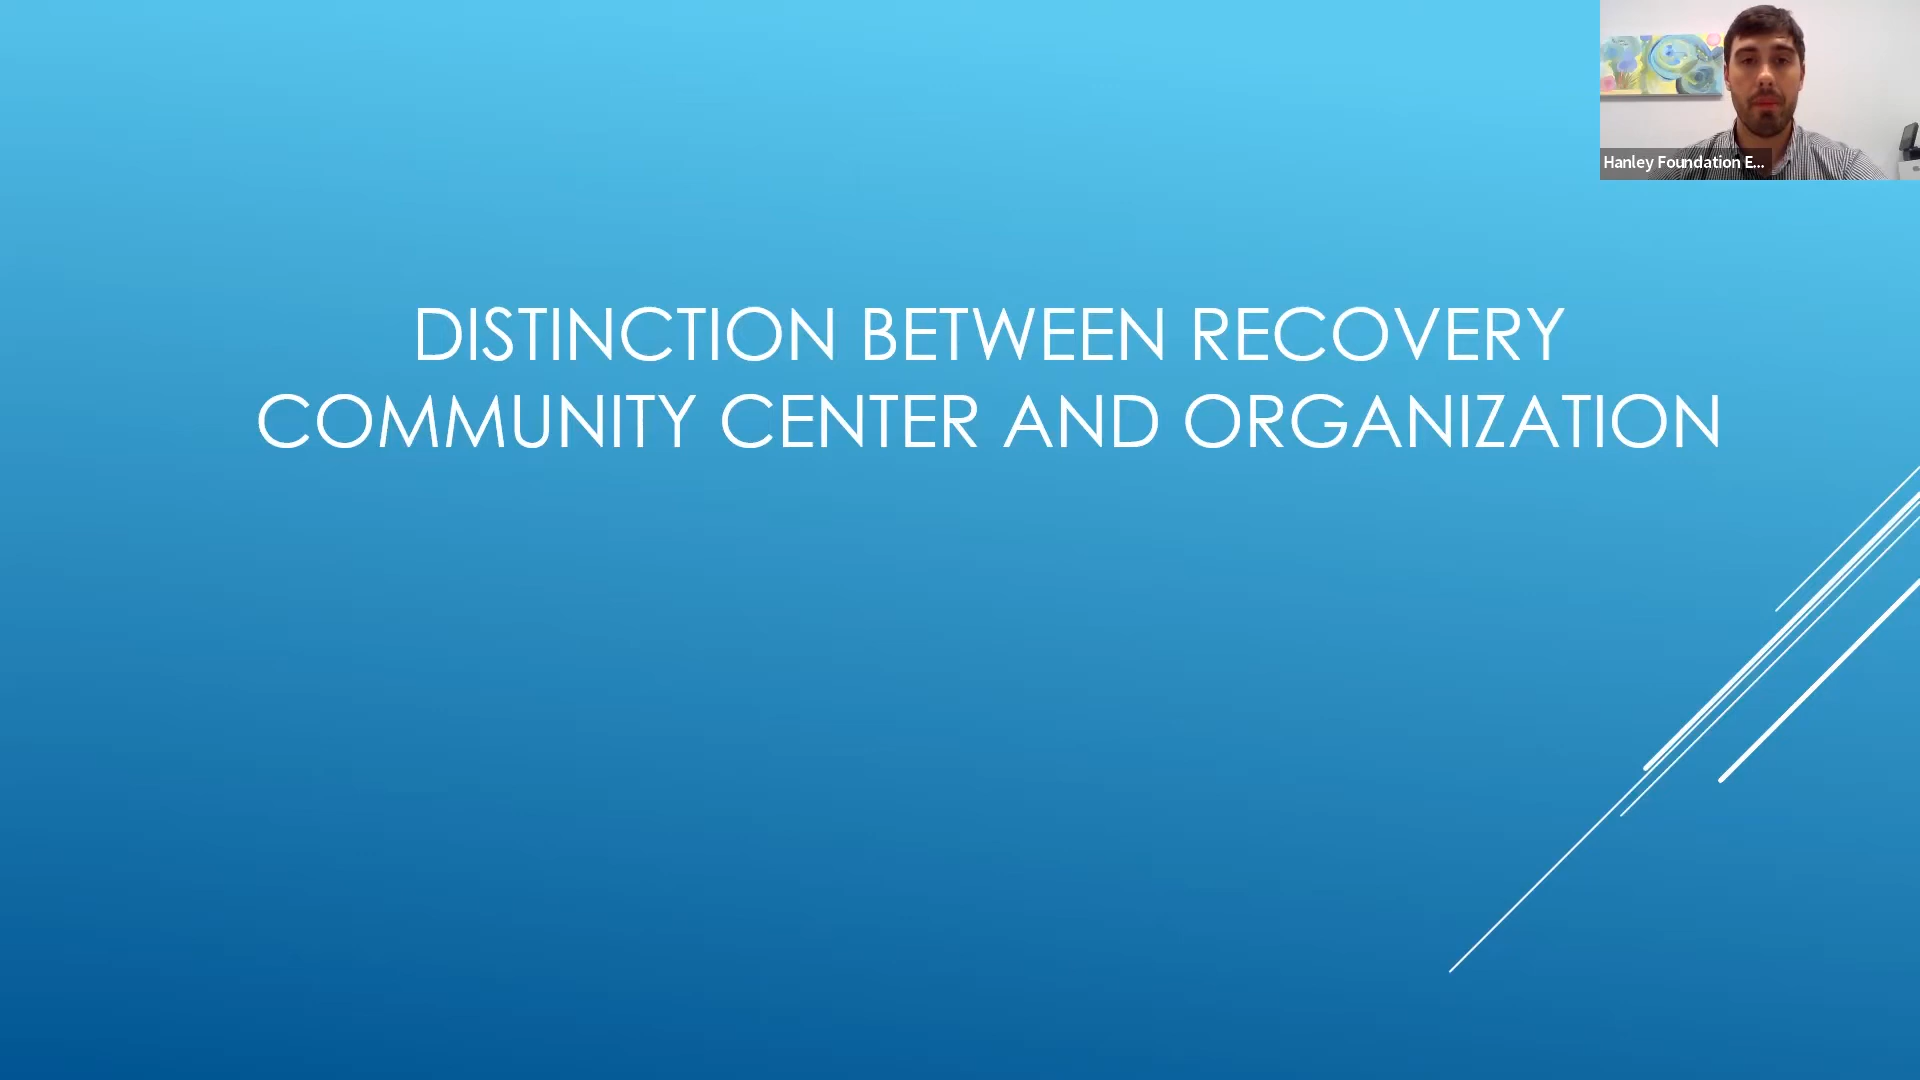 Hanley Foundation E...
DISTINCTION BETWEEN RECOVERY
COMMUNITY CENTER AND ORGANIZATION